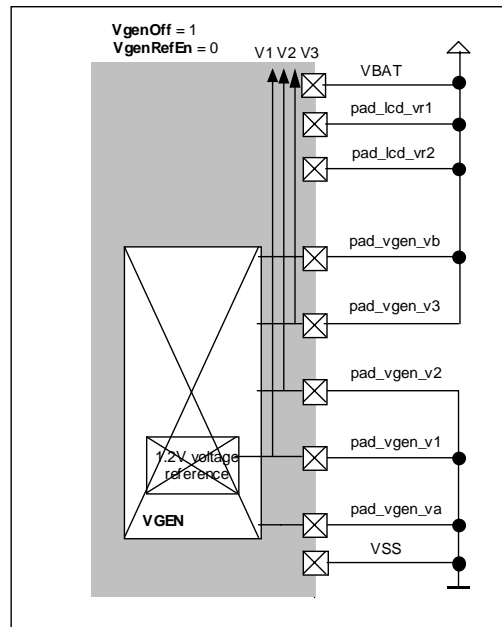 VgenOff = 1
VgenRefEn = 0
V1 V2 V3
VBAT
pad_lcd_vr1
pad_lcd_vr2
pad_vgen_vb
pad_vgen_v3
pad_vgen_v2
1.2V voltage
reference
pad_vgen_v1
VGEN
pad_vgen_va
VSS